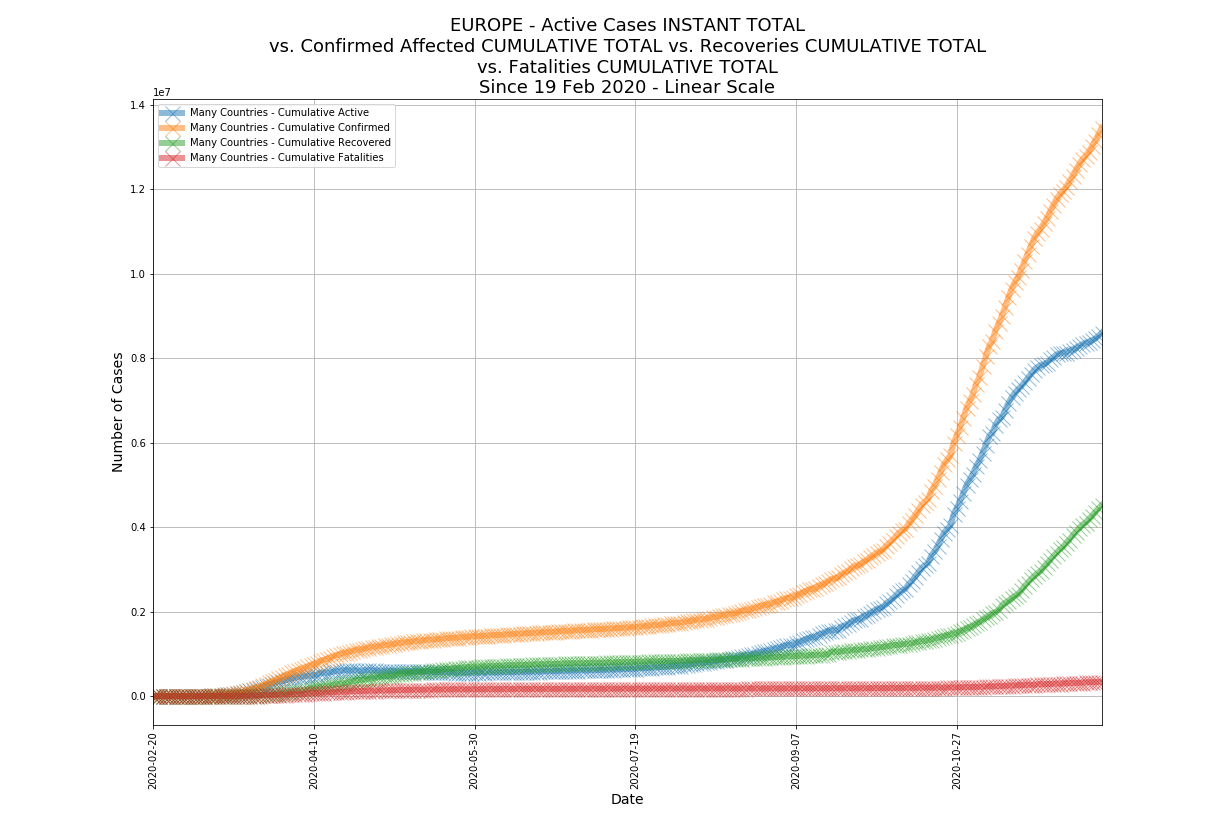 EUROPE - Active Cases INSTANT TOTAL
vs. Confirmed Affected CUMULATIVE TOTAL vs. Recoveries CUMULATIVE TOTAL
vs. Fatalities CUMULATIVE TOTAL
Since 19 Feb 2020 - Linear Scale
1e7
Many Countries - Cumulative Active
Many Countries - Cumulative Confirmed
Many Countries - Cumulative Recovered
Many Countries - Cumulative Fatalities
1.4
1.2
1.0
0.8
0.6
0.4
0.2
0.0
Number of Cases
2020-02-20
2020-04-10
2020-05-30
2020-07-19
2020-09-07
2020-10-27
Date